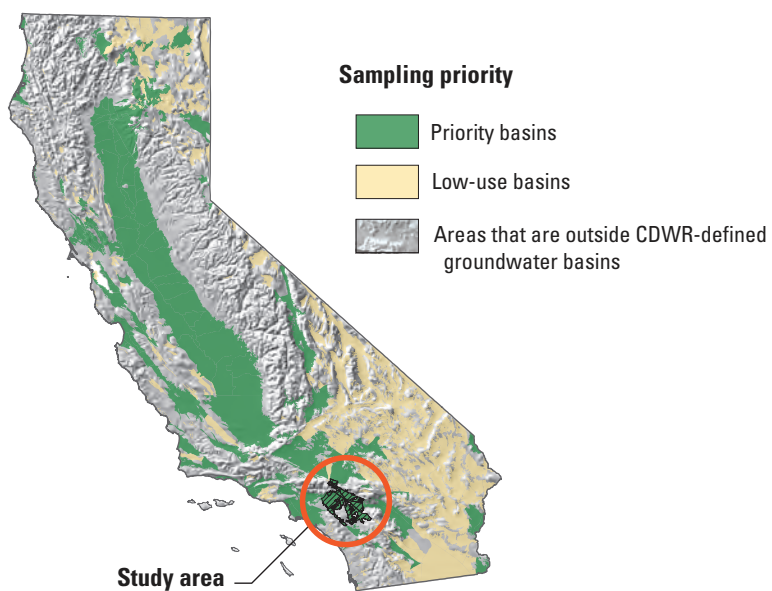 Sampling priority
Priority basins
Low-use basins
Areas that are outside CDWR-defined
groundwater basins
Study area